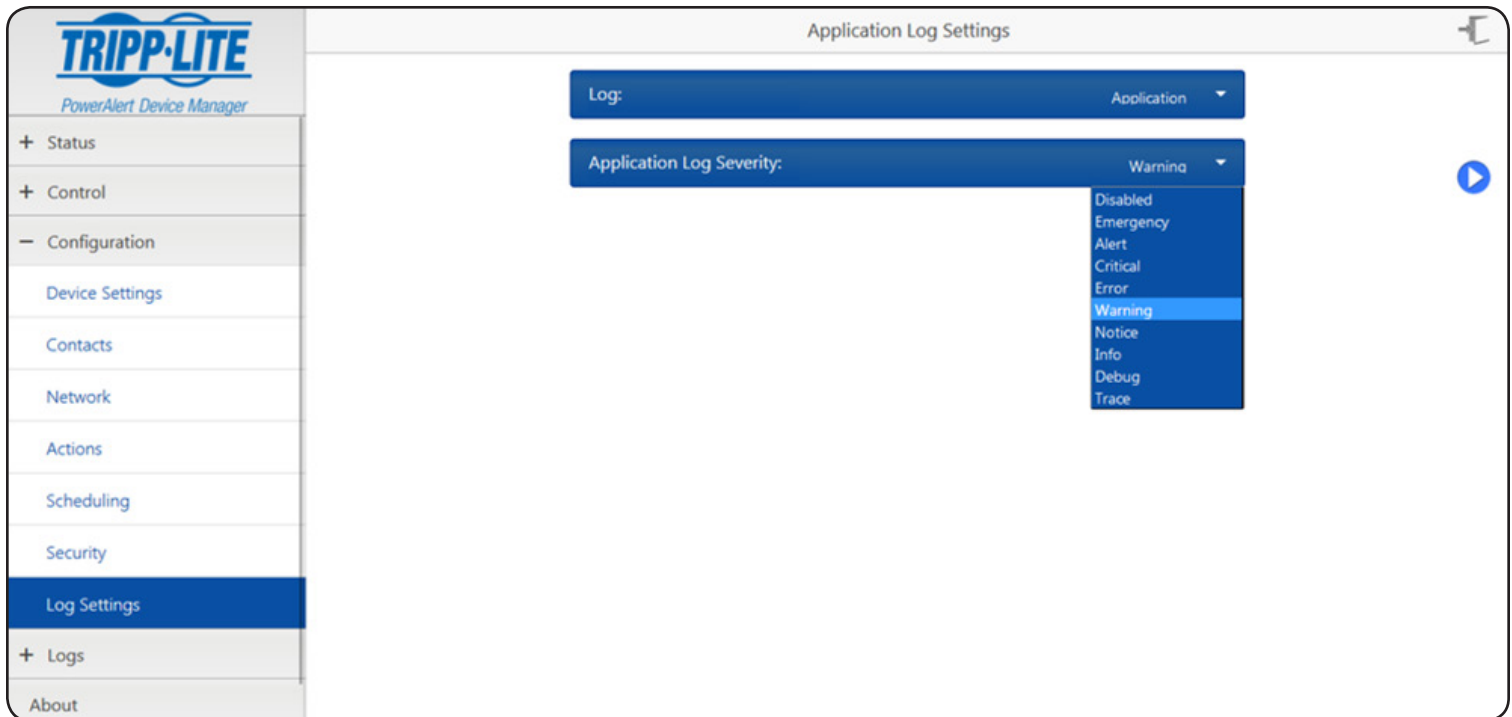 TRIPP·LITE
PowerAlert Device Manager
Application Log Settings
+ Status
+ Control
− Configuration
Device Settings
Contacts
Network
Actions
Scheduling
Security
Log Settings
+ Logs
About
Log: Application
Application Log Severity: Warning
Disabled
Emergency
Alert
Critical
Error
Warning
Notice
Info
Debug
Trace